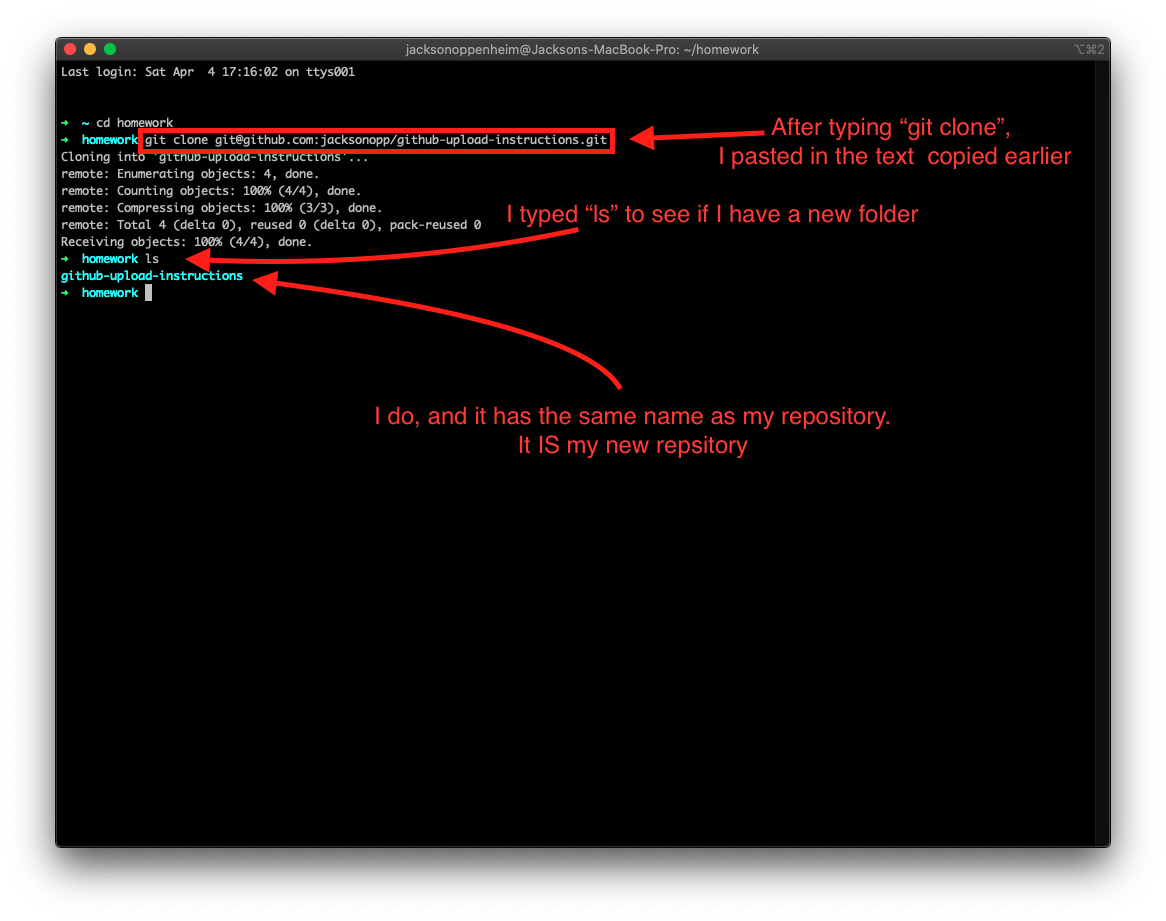 jacksonoppenheim@Jacksons-MacBook-Pro: ~/homework
⌥⌘2
Last login: Sat Apr  4 17:16:02 on ttys001
➜  ~ cd homework
➜  homework git clone git@github.com:jacksonopp/github-upload-instructions.git
Cloning into 'github-upload-instructions'...
remote: Enumerating objects: 4, done.
remote: Counting objects: 100% (4/4), done.
remote: Compressing objects: 100% (3/3), done.
remote: Total 4 (delta 0), reused 0 (delta 0), pack-reused 0
Receiving objects: 100% (4/4), done.
➜  homework ls
github-upload-instructions
➜  homework
After typing “git clone”,
I pasted in the text  copied earlier
I typed “ls” to see if I have a new folder
I do, and it has the same name as my repository.
It IS my new repsitory